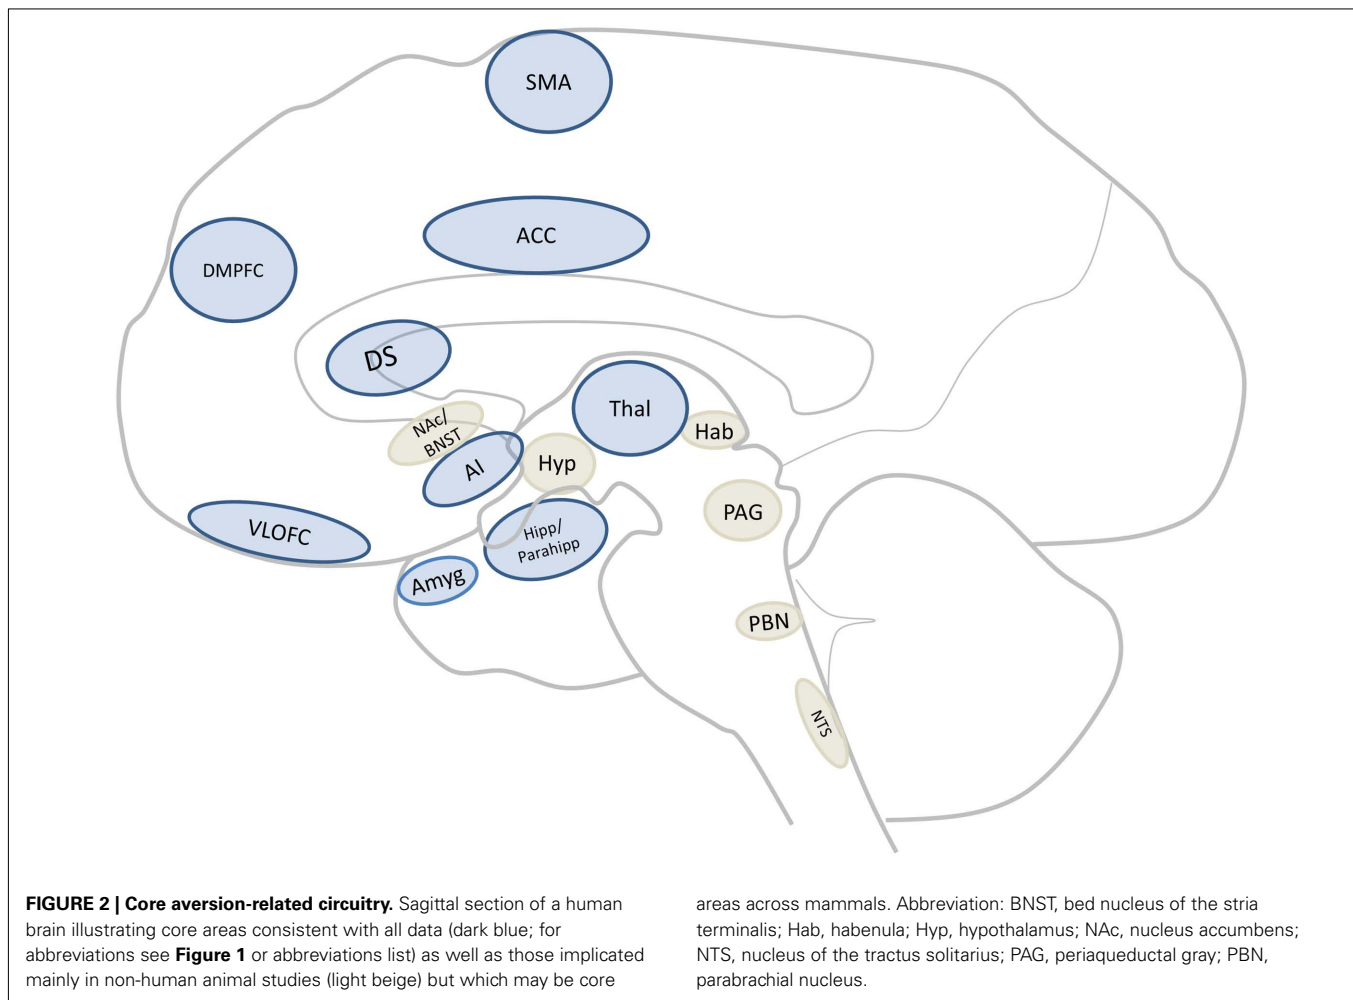 SMA
ACC
DMPFC
DS
Thal
NAc/
BNST
Hab
AI
Hyp
PAG
VLOFC
Hipp/
Parahipp
Amyg
PBN
NTS
FIGURE 2 | Core aversion-related circuitry. Sagittal section of a human
brain illustrating core areas consistent with all data (dark blue; for
abbreviations see Figure 1 or abbreviations list) as well as those implicated
mainly in non-human animal studies (light beige) but which may be core
areas across mammals. Abbreviation: BNST, bed nucleus of the stria
terminalis; Hab, habenula; Hyp, hypothalamus; NAc, nucleus accumbens;
NTS, nucleus of the tractus solitarius; PAG, periaqueductal gray; PBN,
parabrachial nucleus.